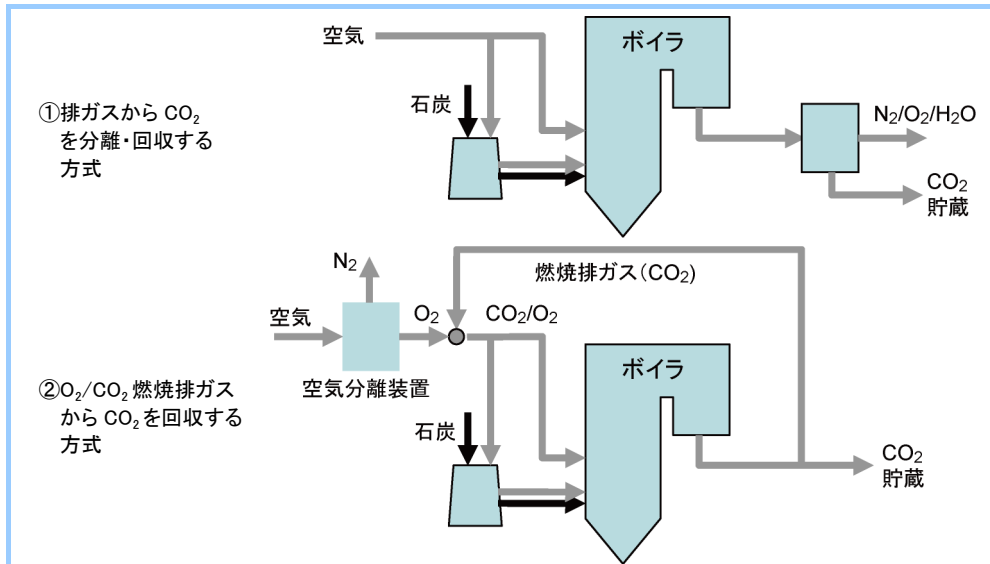 空気
ボイラ
石炭
①排ガスから CO₂
を分離・回収する
方式
N₂/O₂/H₂O
CO₂
貯蔵
N₂
燃焼排ガス(CO₂)
空気
O₂
CO₂/O₂
ボイラ
空気分離装置
②O₂/CO₂ 燃焼排ガス
から CO₂ を回収する
方式
石炭
CO₂
貯蔵